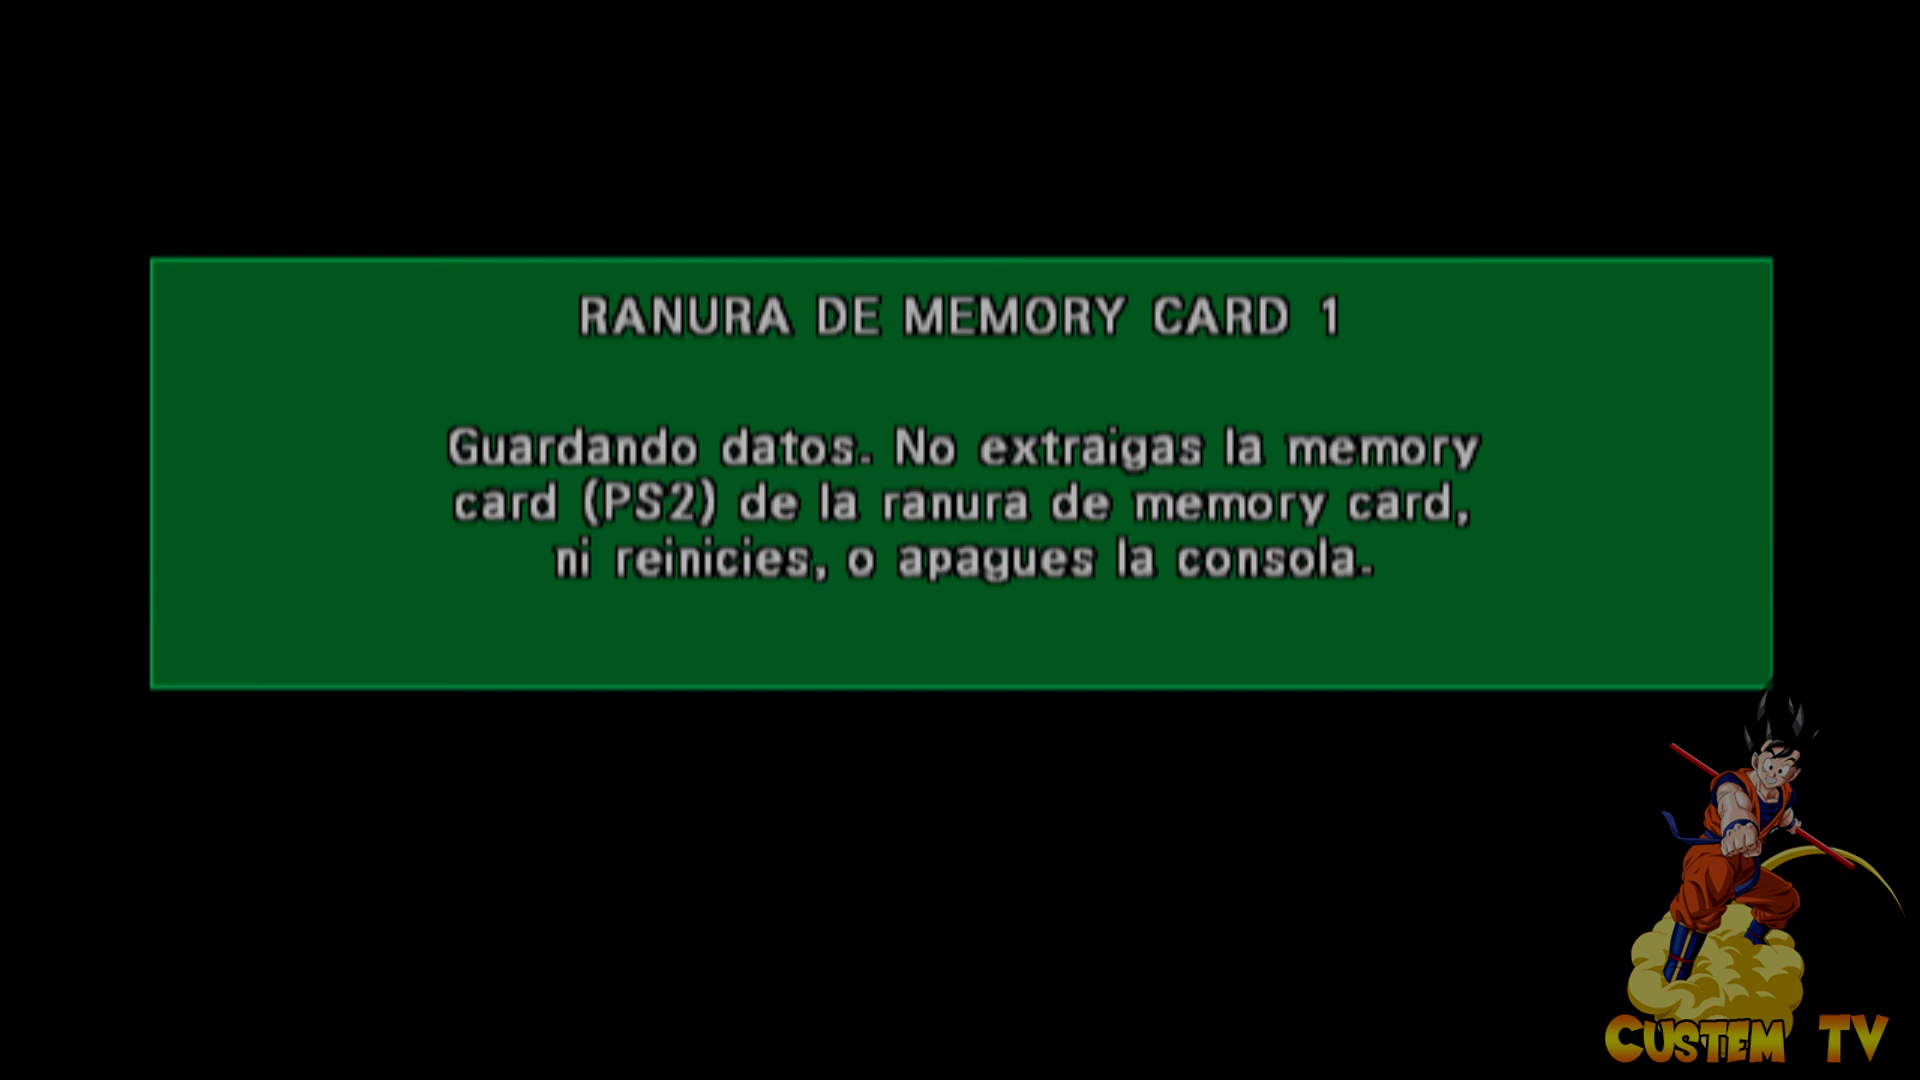 RANURA DE MEMORY CARD 1
Guardando datos. No extraigas la memory
card (PS2) de la ranura de memory card,
ni reinicies, o apagues la consola.
CUSTEM TV